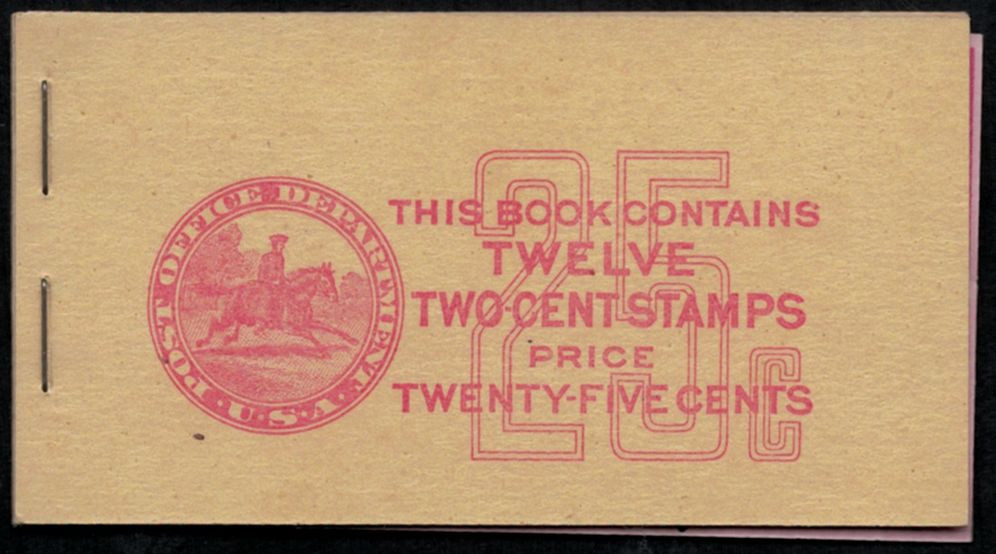 POST OFFICE DEPARTMENT
U.S.A.
25c
THIS BOOK CONTAINS
TWELVE
TWO-CENT STAMPS
PRICE
TWENTY-FIVE CENTS